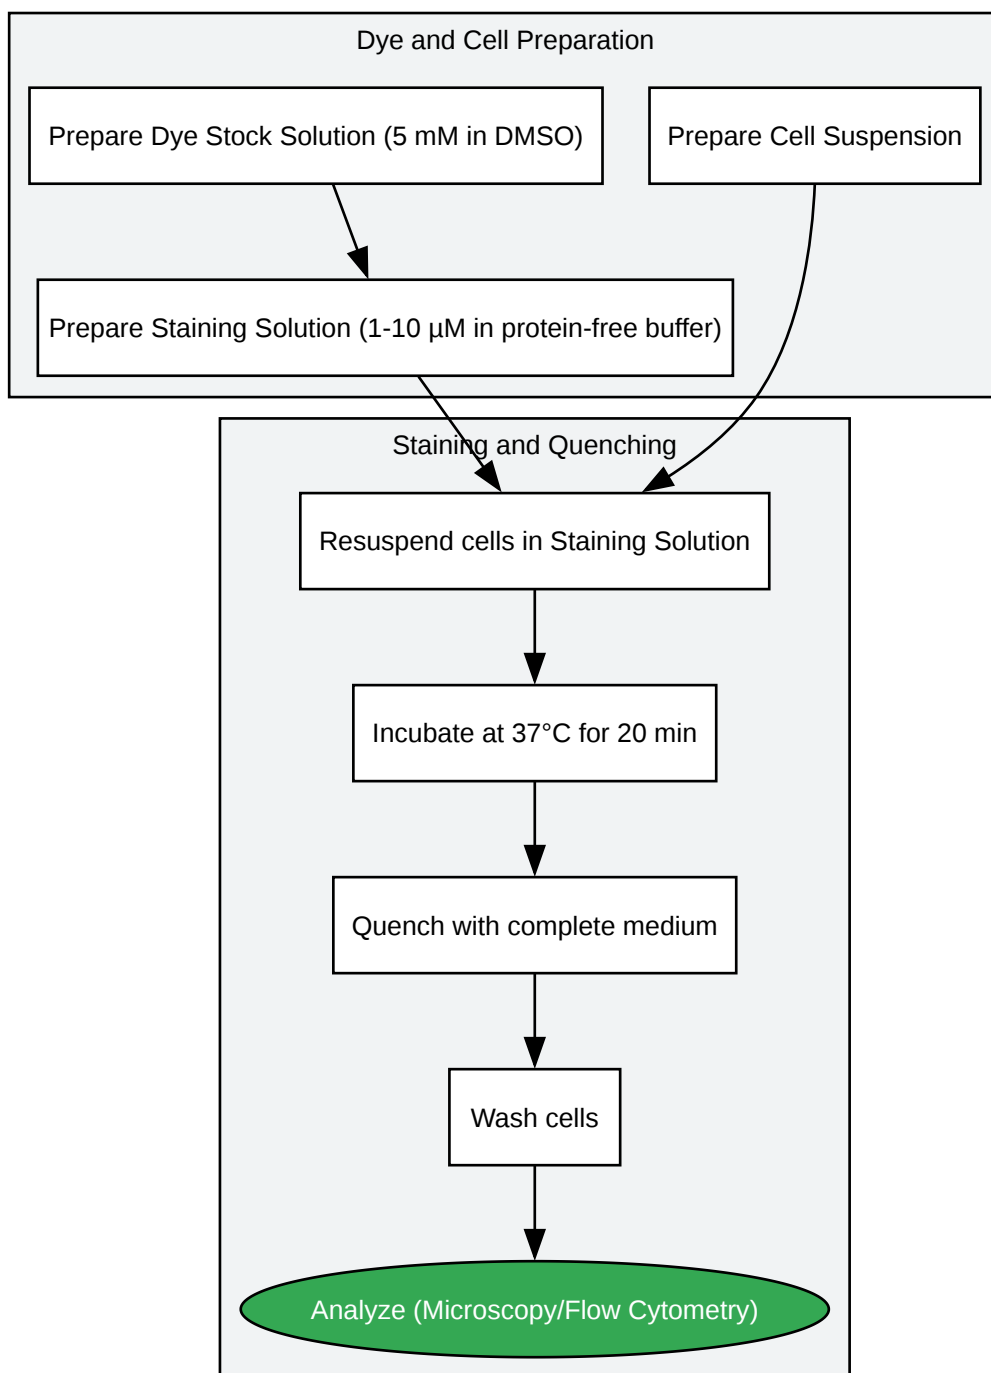 Dye and Cell Preparation
Prepare Dye Stock Solution (5 mM in DMSO)
Prepare Cell Suspension
Prepare Staining Solution (1-10 µM in protein-free buffer)
Staining and Quenching
Resuspend cells in Staining Solution
Incubate at 37°C for 20 min
Quench with complete medium
Wash cells
Analyze (Microscopy/Flow Cytometry)